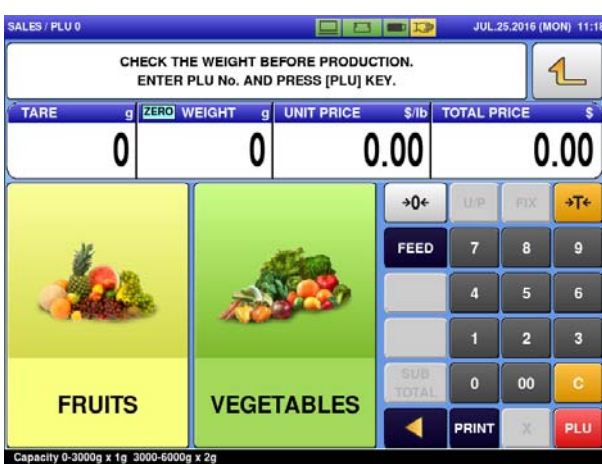 SALES / PLU 0
JUL.25.2016 (MON) 11:18
CHECK THE WEIGHT BEFORE PRODUCTION.
ENTER PLU No. AND PRESS [PLU] KEY.
TARE g ZERO WEIGHT g UNIT PRICE $/lb TOTAL PRICE $
0 0 0.00 0.00
→0← U/P FIX →T←
FEED 7 8 9
4 5 6
1 2 3
SUB TOTAL 0 00 C
PRINT X PLU
FRUITS VEGETABLES
Capacity 0-3000g x 1g 3000-6000g x 2g